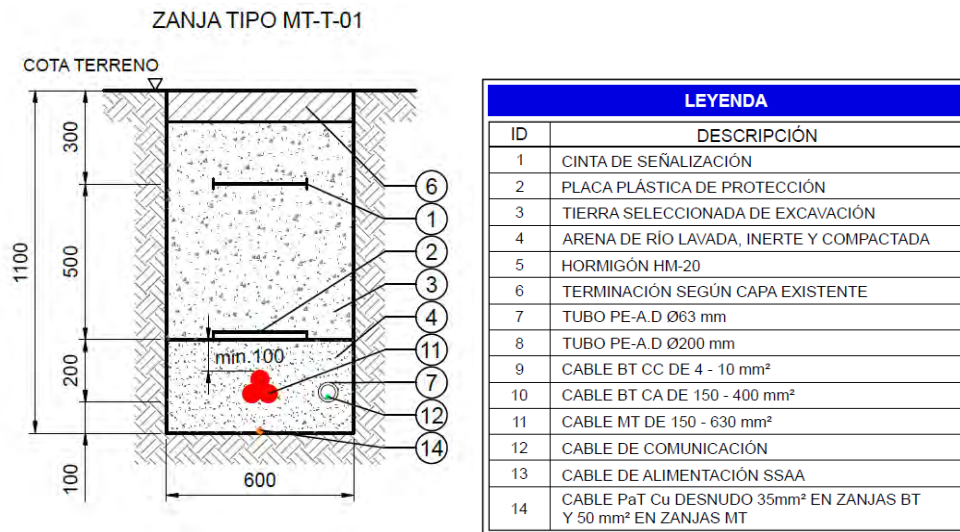 ZANJA TIPO MT-T-01
COTA TERRENO
300
500
1100
200
100
min.100
600
6
1
2
3
4
11
7
12
14
LEYENDA
ID DESCRIPCIÓN
1 CINTA DE SEÑALIZACIÓN
2 PLACA PLÁSTICA DE PROTECCIÓN
3 TIERRA SELECCIONADA DE EXCAVACIÓN
4 ARENA DE RÍO LAVADA, INERTE Y COMPACTADA
5 HORMIGÓN HM-20
6 TERMINACIÓN SEGÚN CAPA EXISTENTE
7 TUBO PE-A.D Ø63 mm
8 TUBO PE-A.D Ø200 mm
9 CABLE BT CC DE 4 - 10 mm²
10 CABLE BT CA DE 150 - 400 mm²
11 CABLE MT DE 150 - 630 mm²
12 CABLE DE COMUNICACIÓN
13 CABLE DE ALIMENTACIÓN SSAA
14 CABLE PaT Cu DESNUDO 35mm² EN ZANJAS BT
Y 50 mm² EN ZANJAS MT